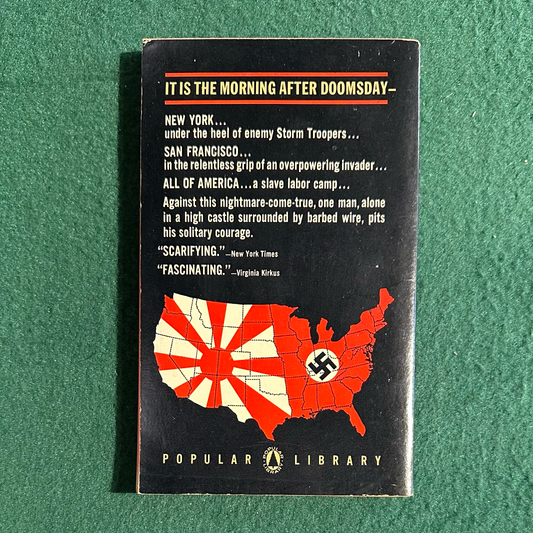 IT IS THE MORNING AFTER DOOMSDAY—
NEW YORK...
under the heel of enemy Storm Troopers...
SAN FRANCISCO...
in the relentless grip of an overpowering invader...
ALL OF AMERICA...a slave labor camp...
Against this nightmare-come-true, one man, alone
in a high castle surrounded by barbed wire, pits
his solitary courage.
“SCARIFYING.”—New York Times
“FASCINATING.”—Virginia Kirkus
POPULAR LIBRARY